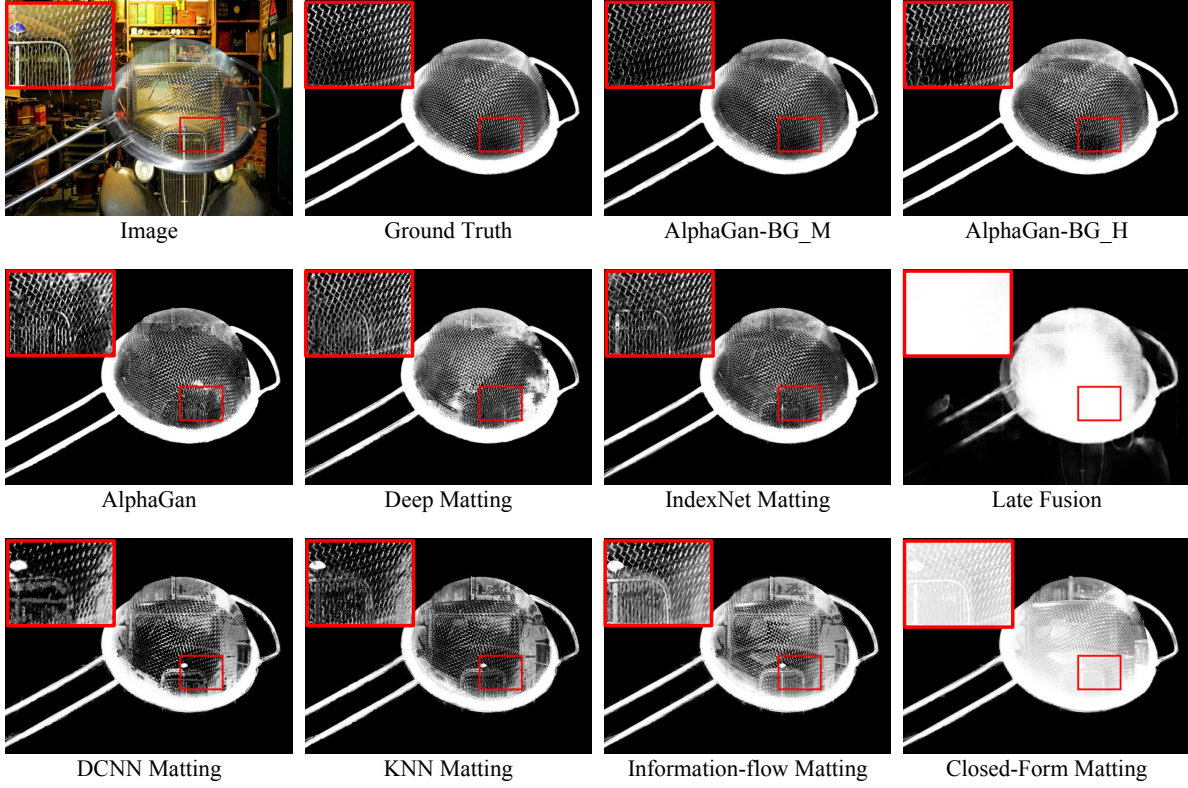 Image
Ground Truth
AlphaGan-BG_M
AlphaGan-BG_H
AlphaGan
Deep Matting
IndexNet Matting
Late Fusion
DCNN Matting
KNN Matting
Information-flow Matting
Closed-Form Matting